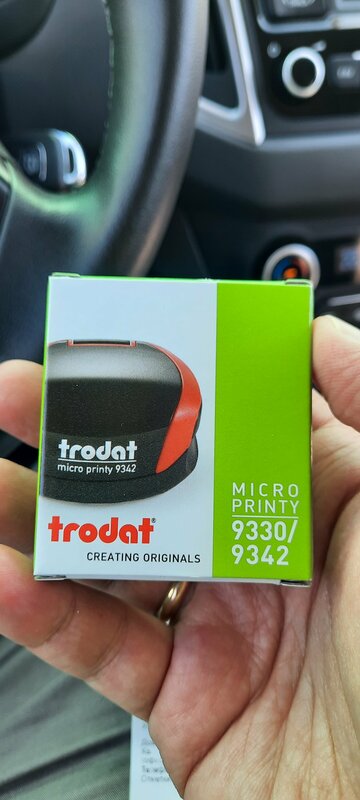 trodat
micro printy 9342
trodat®
CREATING ORIGINALS
MICRO
PRINTY
9330/
9342